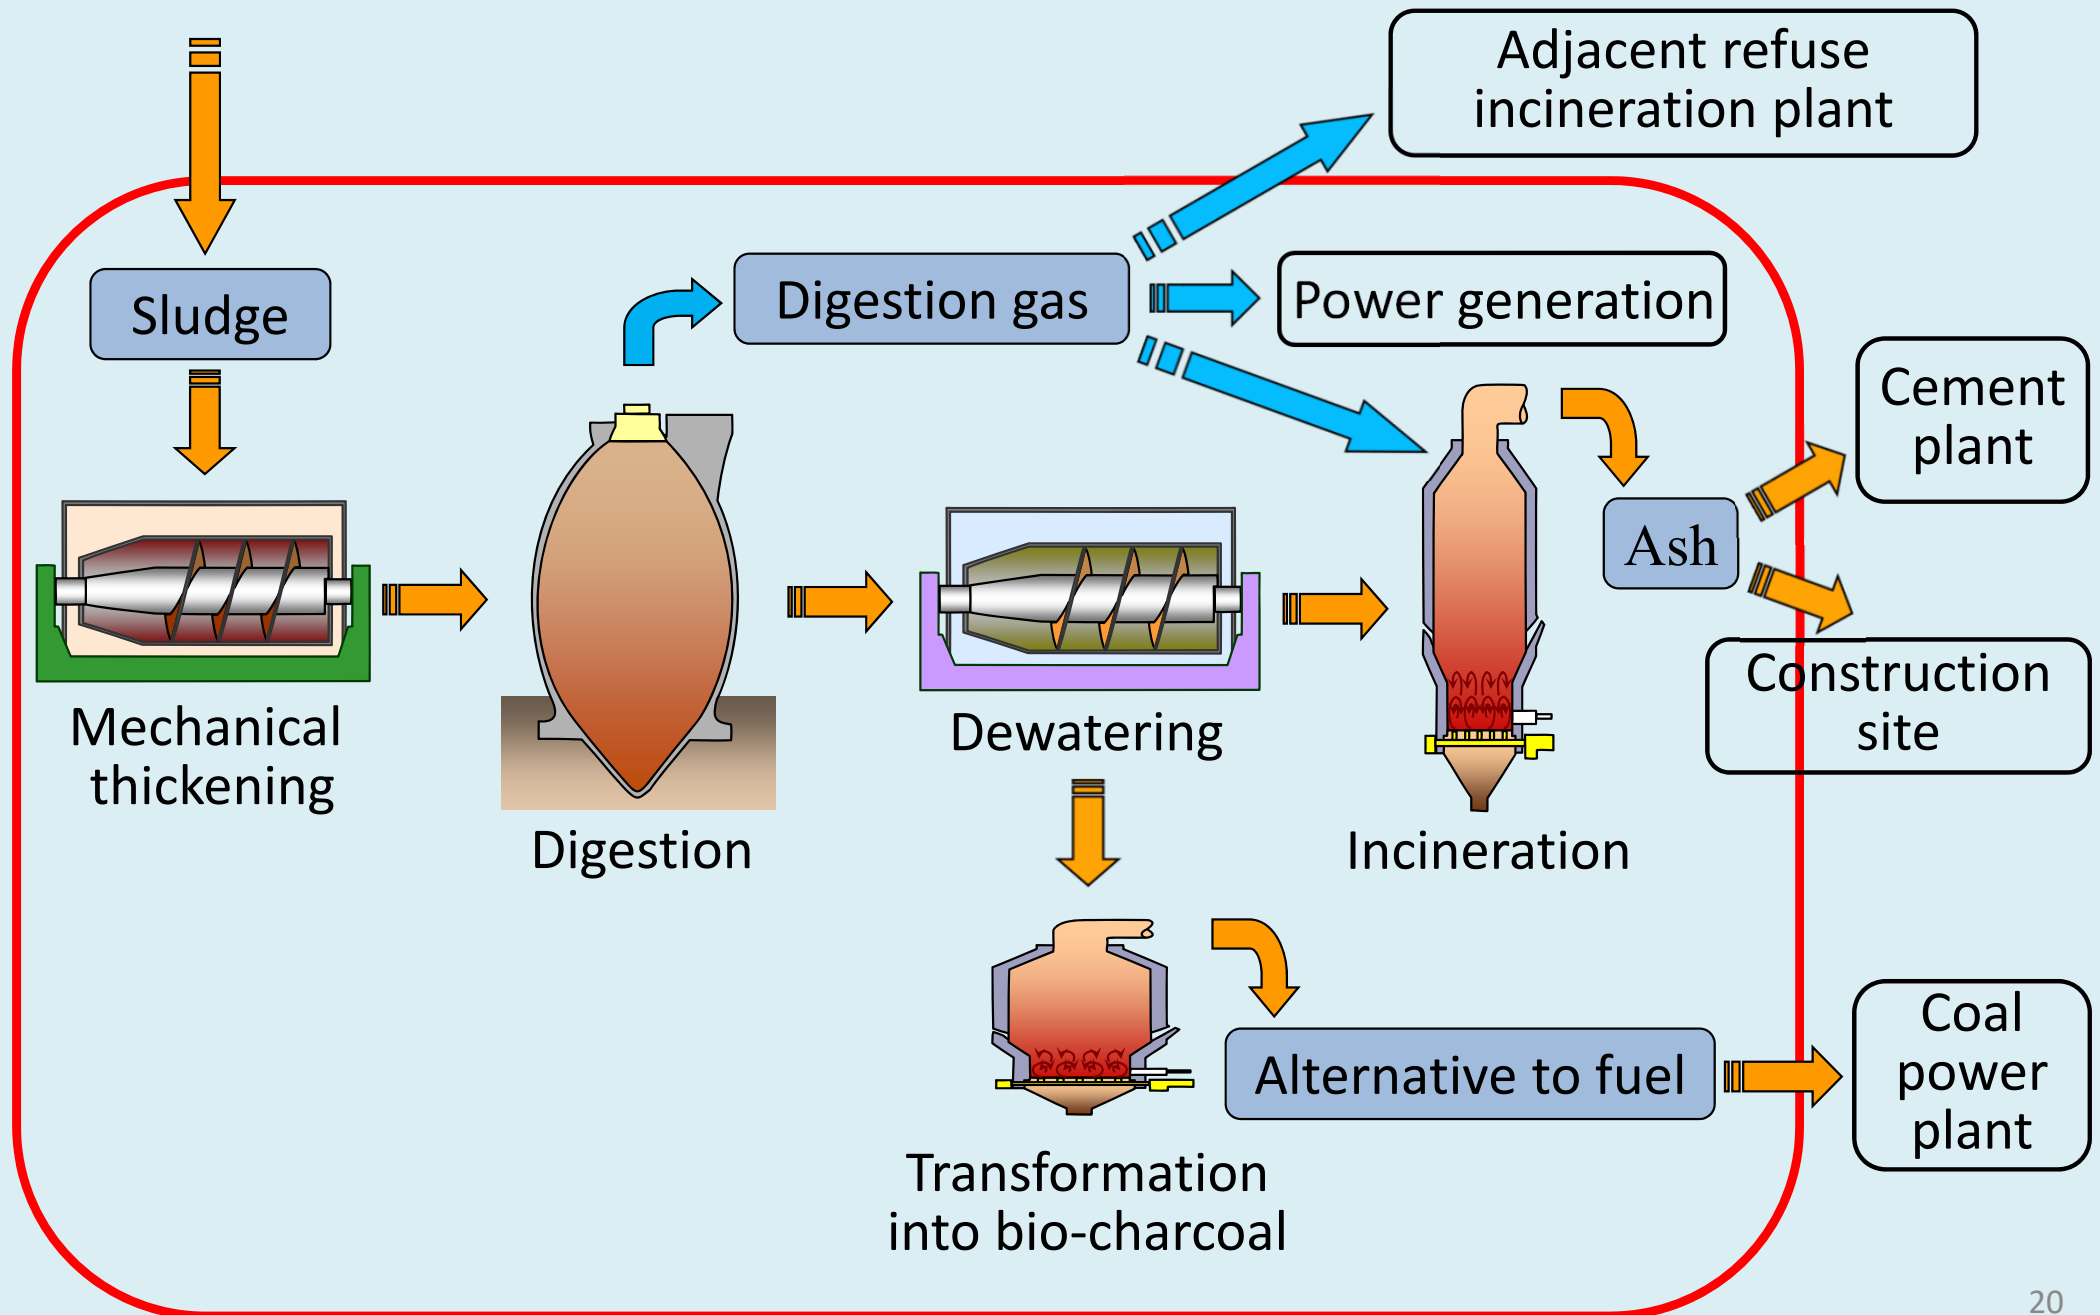 Adjacent refuse
incineration plant
Sludge
Digestion gas
Power generation
Cement
plant
Ash
Mechanical
thickening
Digestion
Dewatering
Incineration
Construction
site
Alternative to fuel
Coal
power
plant
Transformation
into bio-charcoal
20